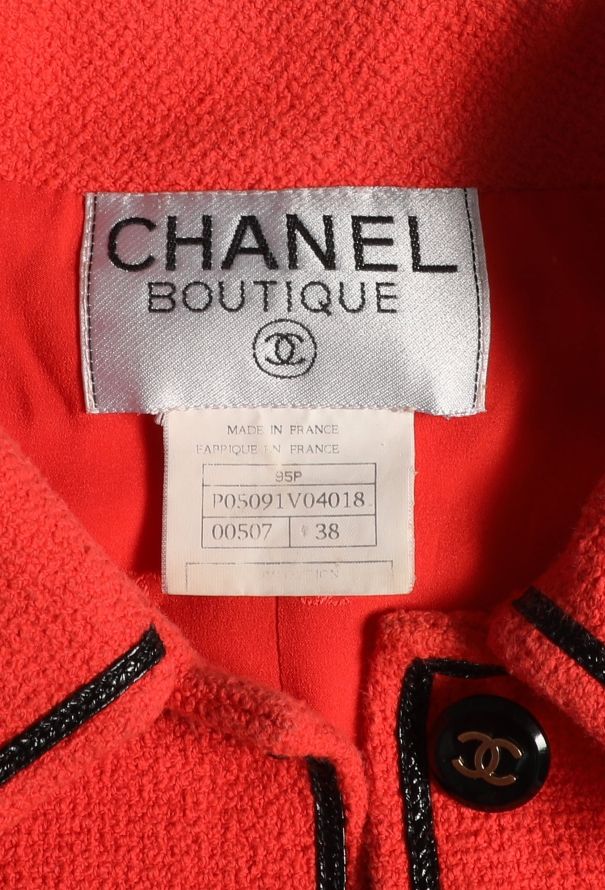 CHANEL
BOUTIQUE
MADE IN FRANCE
FABRIQUE EN FRANCE
95P
P05091V04018
00507 38